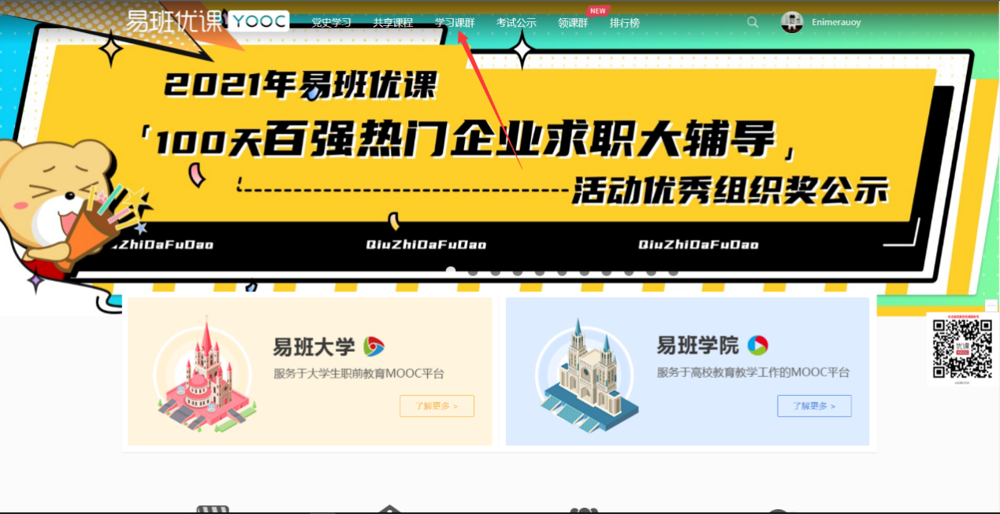 易班优课 YOOC
党史学习 共享课程 学习课群 考试公示 领课群 NEW 排行榜
Enimerauoy
2021年易班优课
「100天百强热门企业求职大辅导」
活动优秀组织奖公示
ZhiDaFuDao QiuZhiDaFuDao QiuZhiDaFuDao
易班大学
服务于大学生职前教育MOOC平台
了解更多 >
易班学院
服务于高校教育教学工作的MOOC平台
了解更多 >
优课